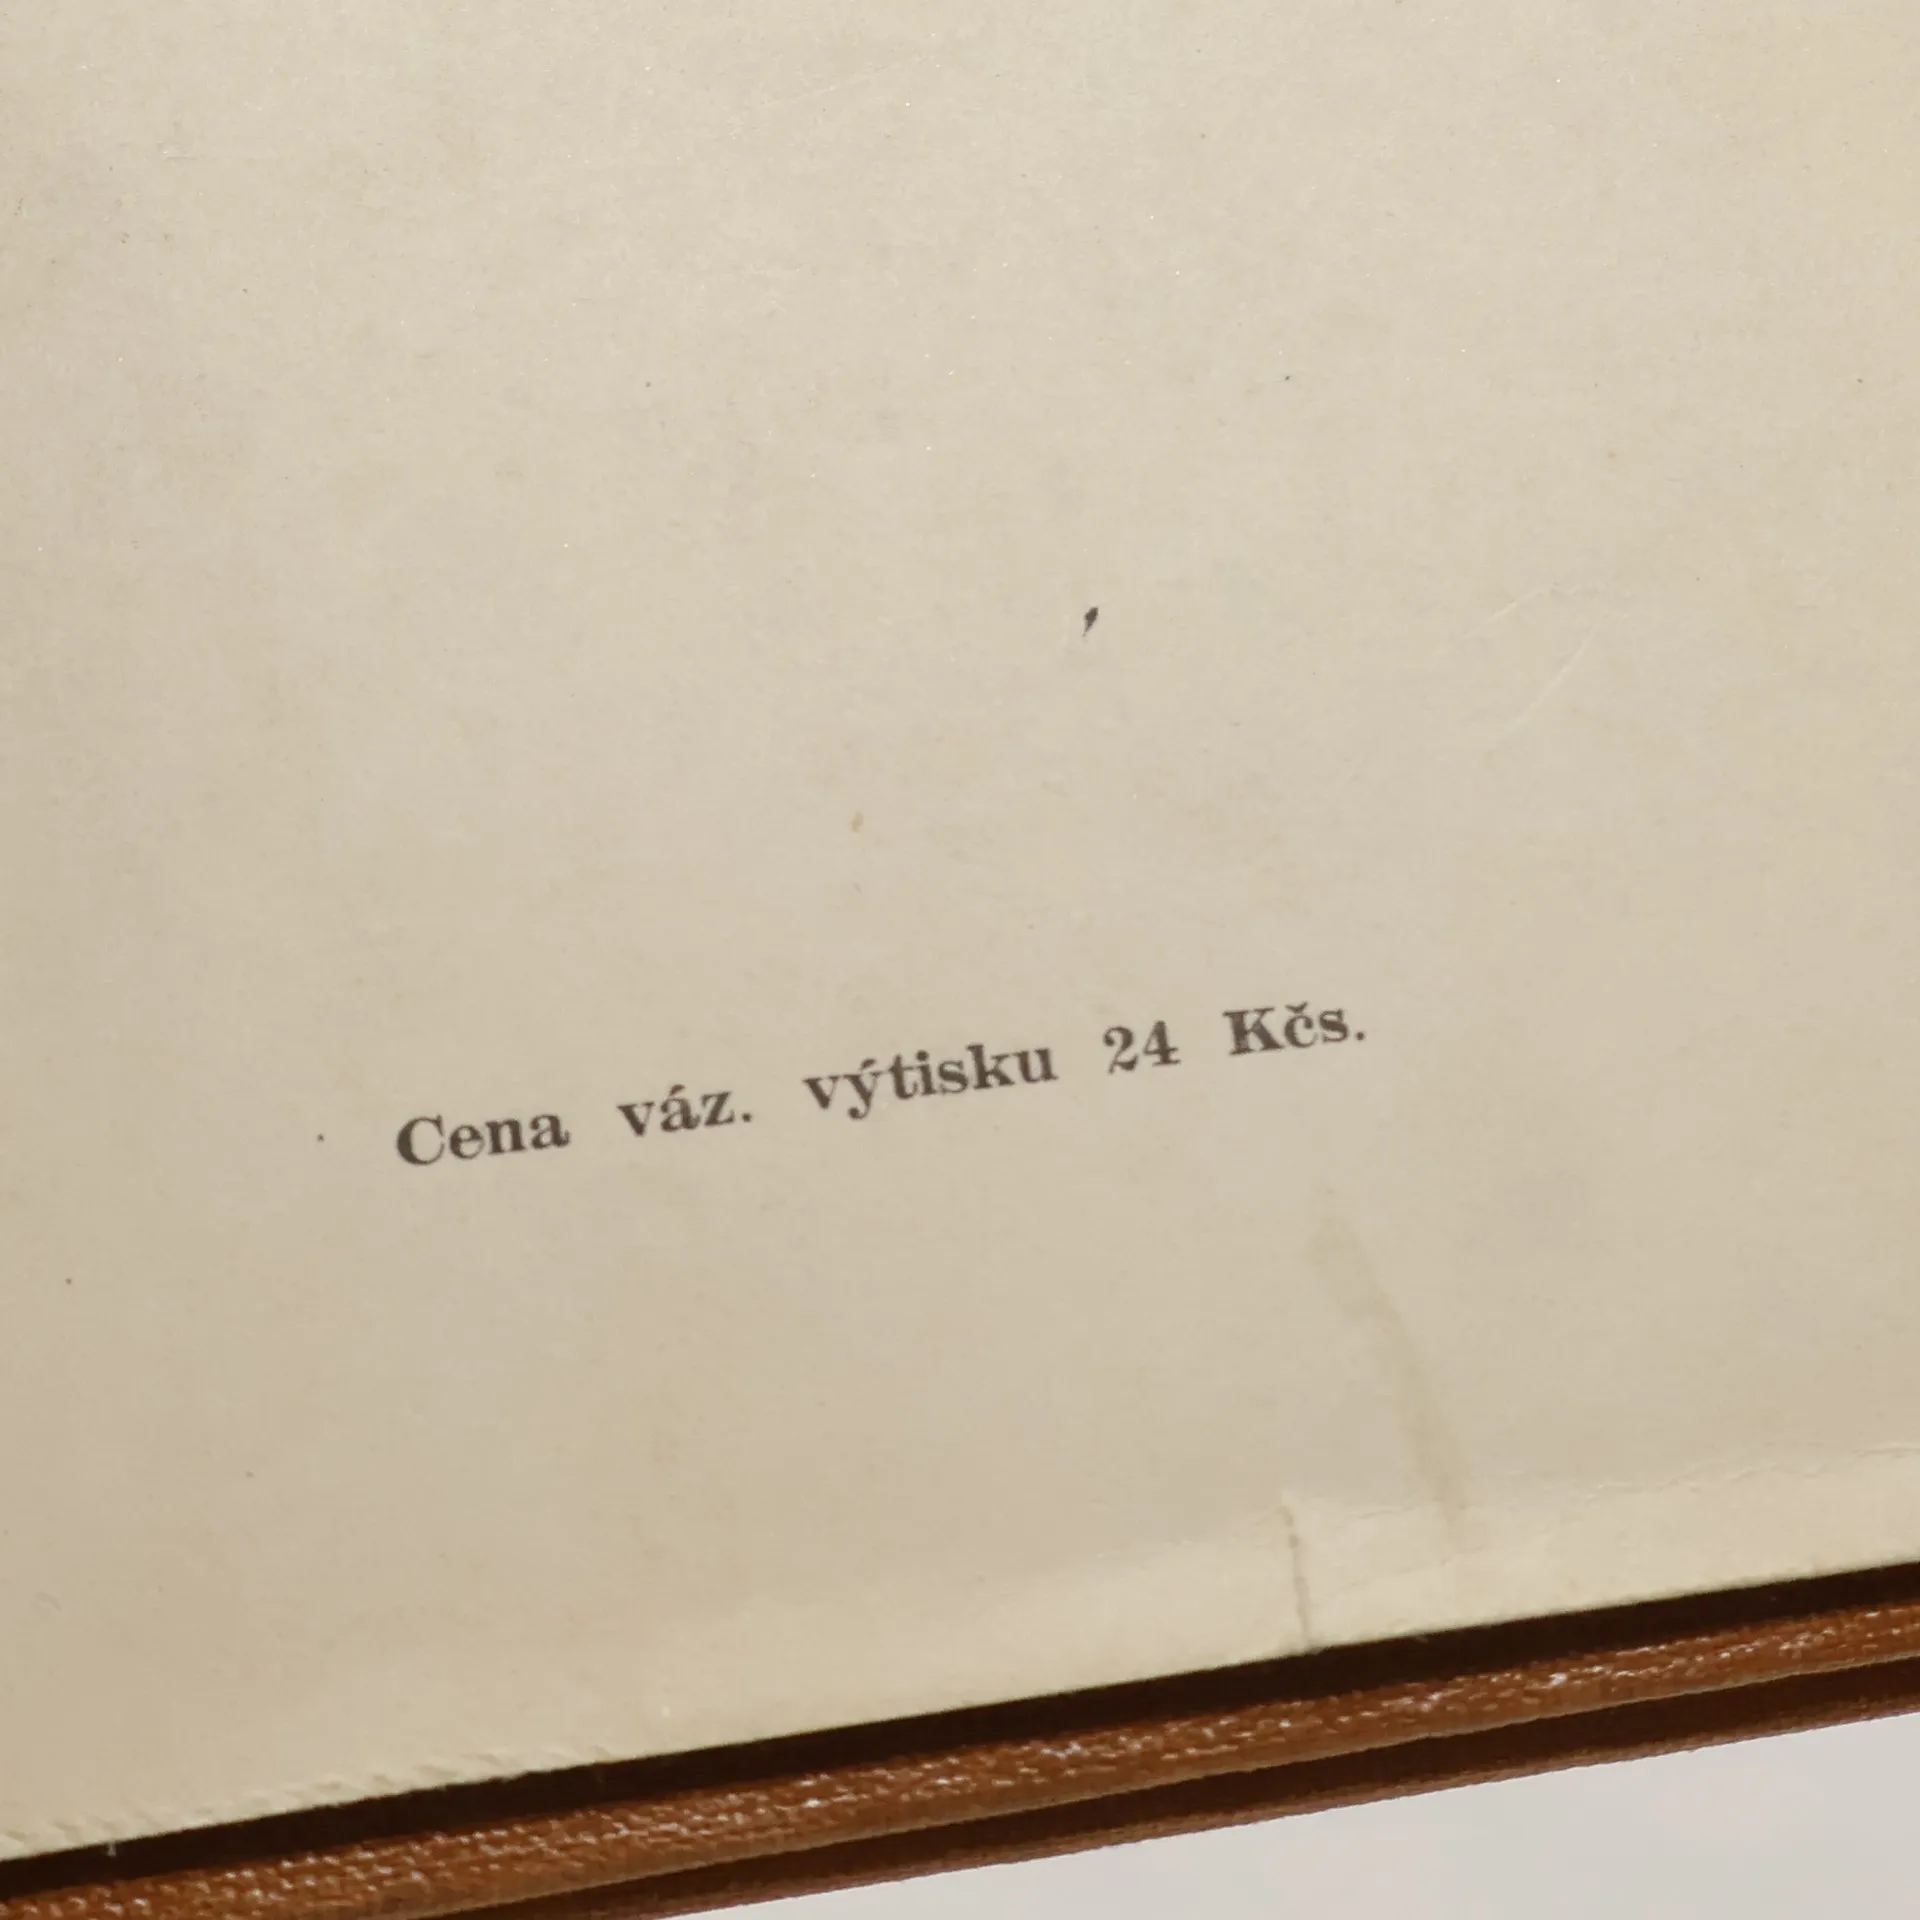 Cena váz. výtisku 24 Kčs.